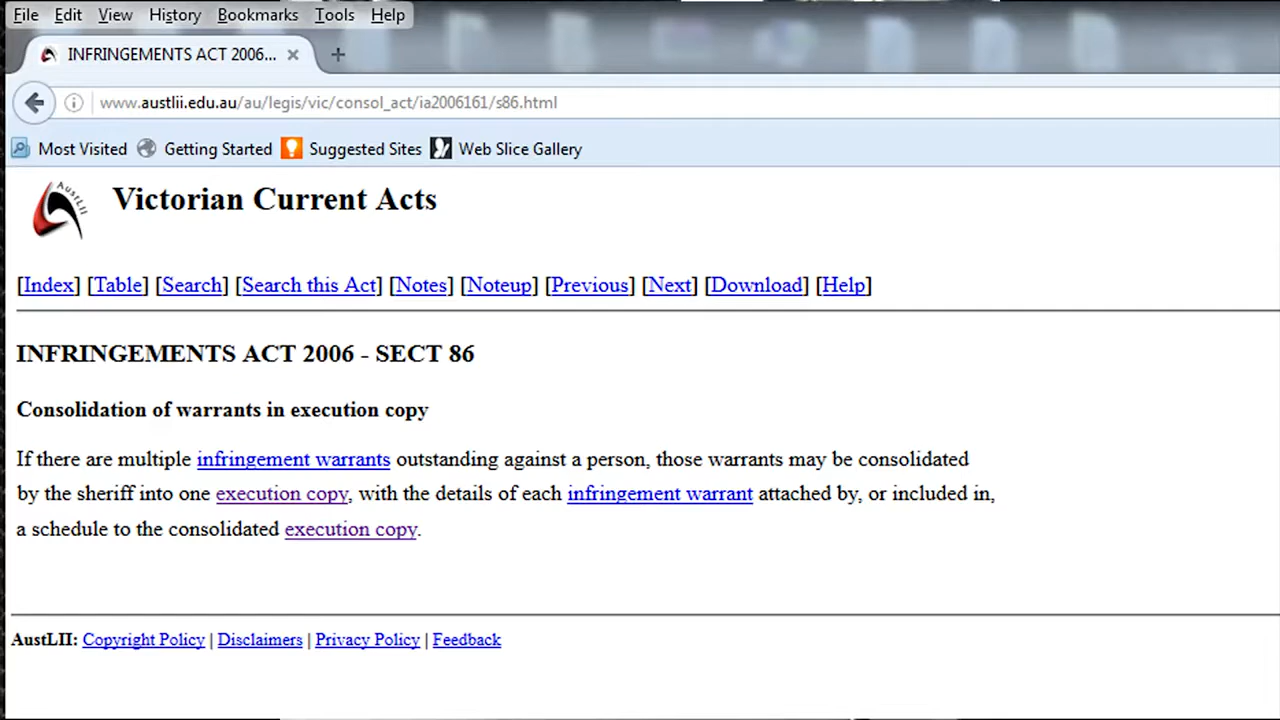 File Edit View History Bookmarks Tools Help
INFRINGEMENTS ACT 2006...
www.austlii.edu.au/au/legis/vic/consol_act/ia2006161/s86.html
Most Visited Getting Started Suggested Sites Web Slice Gallery
AustLII
Victorian Current Acts
[Index] [Table] [Search] [Search this Act] [Notes] [Noteup] [Previous] [Next] [Download] [Help]
INFRINGEMENTS ACT 2006 - SECT 86
Consolidation of warrants in execution copy
If there are multiple infringement warrants outstanding against a person, those warrants may be consolidated
by the sheriff into one execution copy, with the details of each infringement warrant attached by, or included in,
a schedule to the consolidated execution copy.
AustLII: Copyright Policy | Disclaimers | Privacy Policy | Feedback